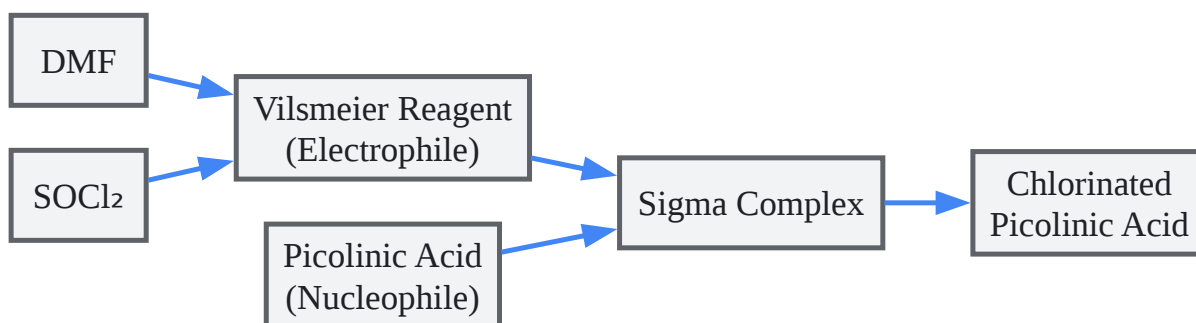 DMF
SOCl₂
Vilsmeier Reagent
(Electrophile)
Picolinic Acid
(Nucleophile)
Sigma Complex
Chlorinated
Picolinic Acid